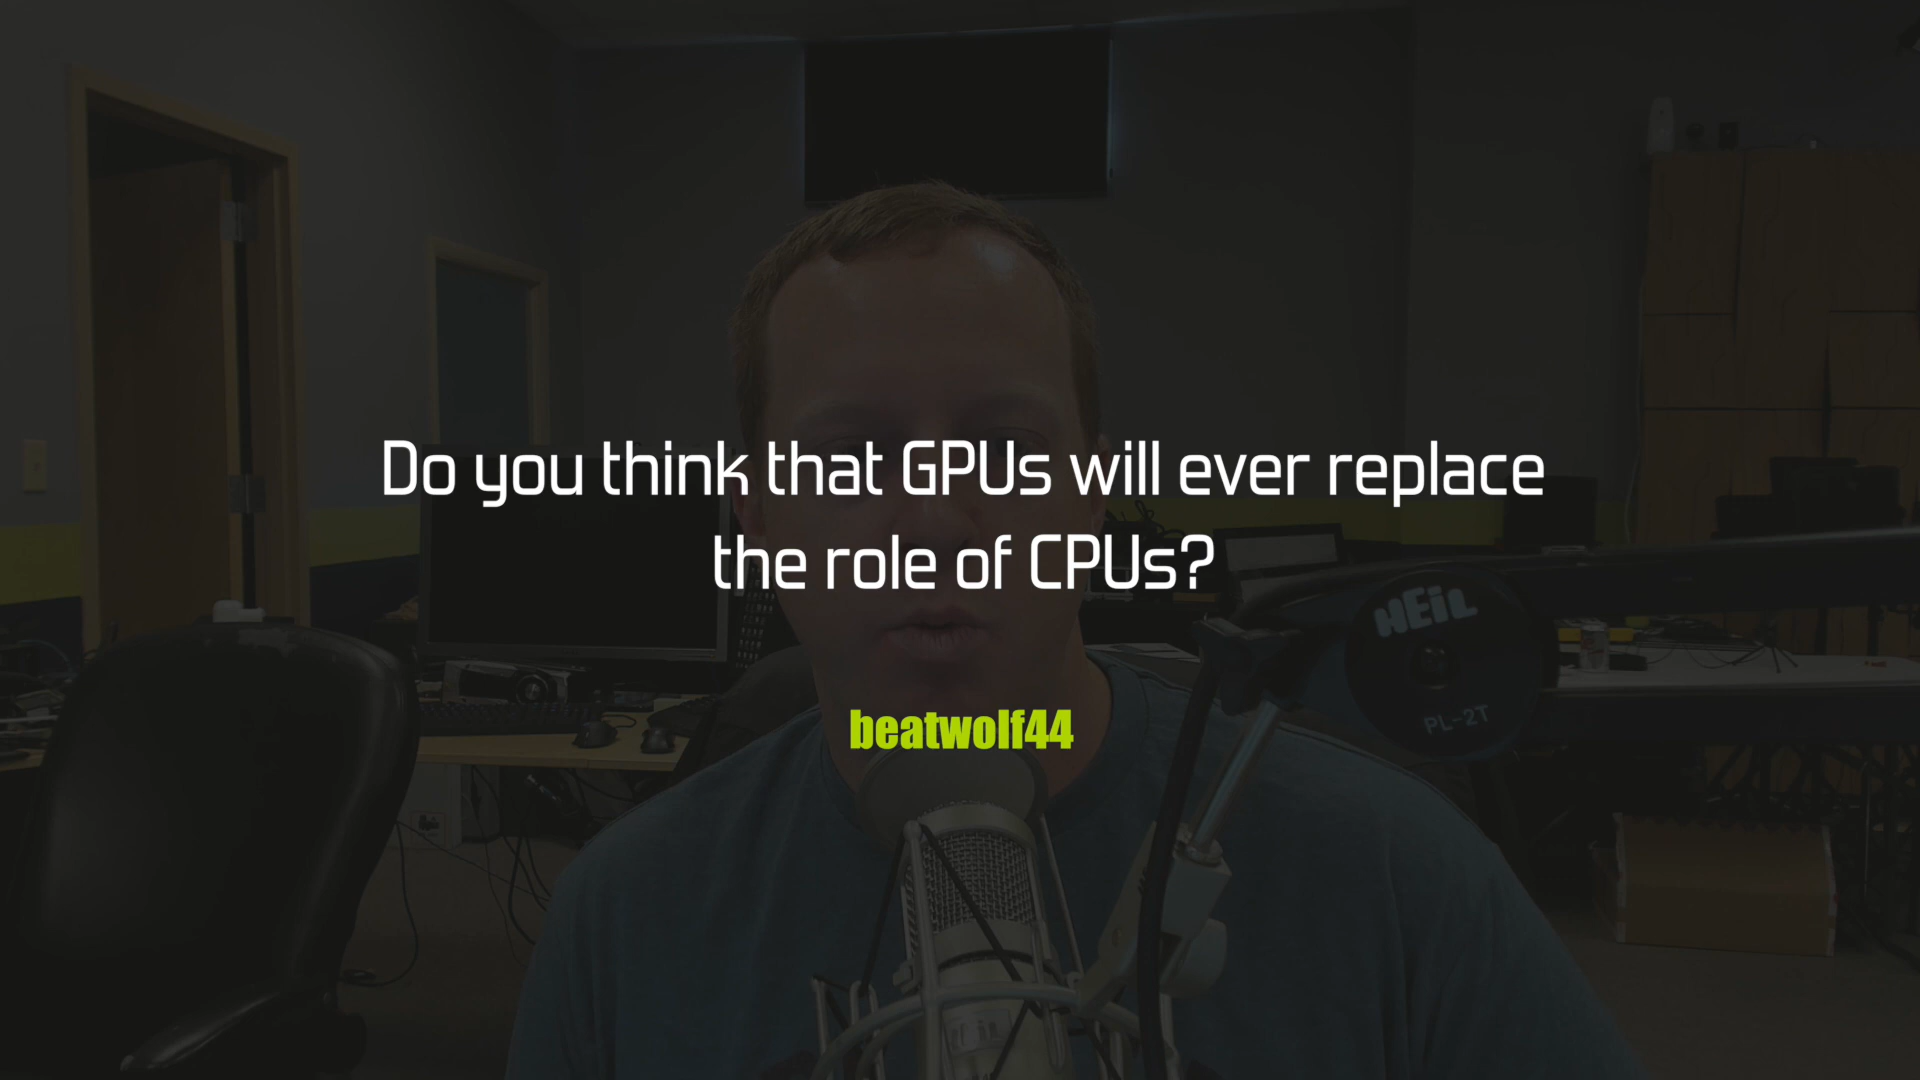 Do you think that GPUs will ever replace
the role of CPUs?
HEiL
PL-2T
beatwolf44